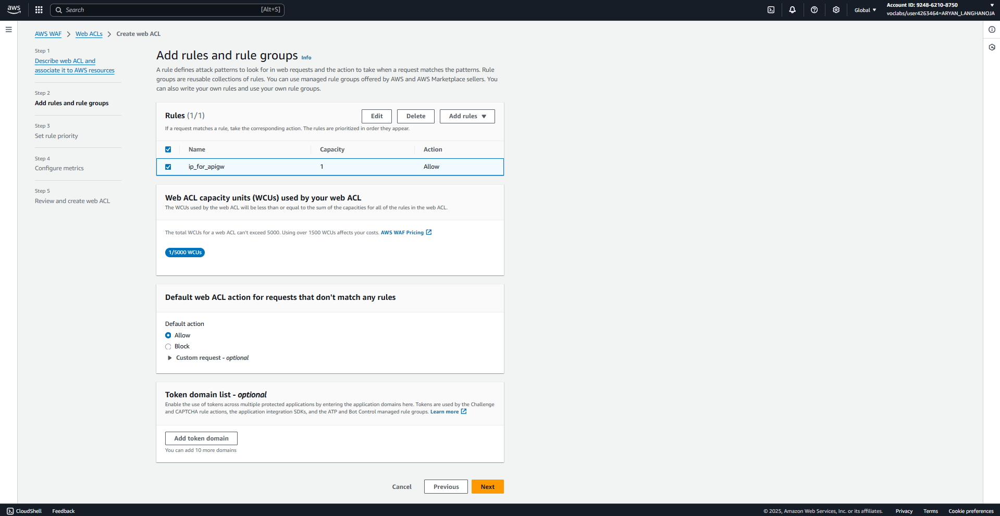 aws
Search
[Alt+S]
Global
Account ID: 9248-6210-8750
voclabs/user4263464=ARYAN_LANGHANOJA
AWS WAF
Web ACLs
Create web ACL
Step 1
Describe web ACL and
associate it to AWS resources
Step 2
Add rules and rule groups
Step 3
Set rule priority
Step 4
Configure metrics
Step 5
Review and create web ACL
Add rules and rule groups Info
A rule defines attack patterns to look for in web requests and the action to take when a request matches the patterns. Rule
groups are reusable collections of rules. You can use managed rule groups offered by AWS and AWS Marketplace sellers. You
can also write your own rules and use your own rule groups.
Rules (1/1)
Edit
Delete
Add rules
If a request matches a rule, take the corresponding action. The rules are prioritized in order they appear.
Name
Capacity
Action
ip_for_apigw
1
Allow
Web ACL capacity units (WCUs) used by your web ACL
The WCUs used by the web ACL will be less than or equal to the sum of the capacities for all of the rules in the web ACL.
The total WCUs for a web ACL can't exceed 5000. Using over 1500 WCUs affects your costs. AWS WAF Pricing
1/5000 WCUs
Default web ACL action for requests that don't match any rules
Default action
Allow
Block
Custom request - optional
Token domain list - optional
Enable the use of tokens across multiple protected applications by entering the application domains here. Tokens are used by the Challenge
and CAPTCHA rule actions, the application integration SDKs, and the ATP and Bot Control managed rule groups. Learn more
Add token domain
You can add 10 more domains
Cancel
Previous
Next
CloudShell
Feedback
© 2025, Amazon Web Services, Inc. or its affiliates.
Privacy
Terms
Cookie preferences